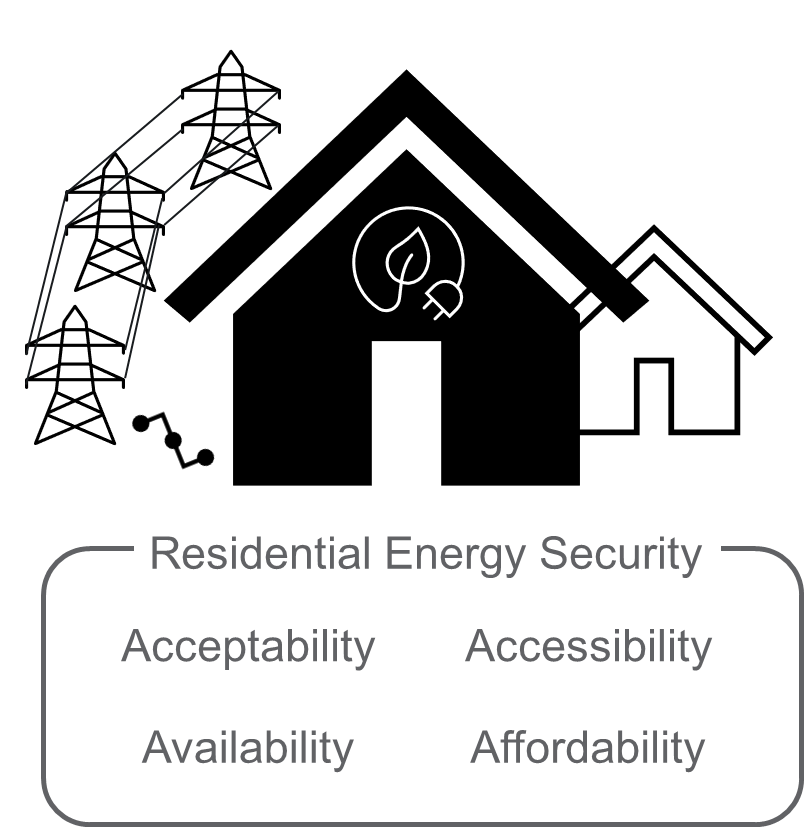 Residential Energy Security
Acceptability Accessibility
Availability Affordability